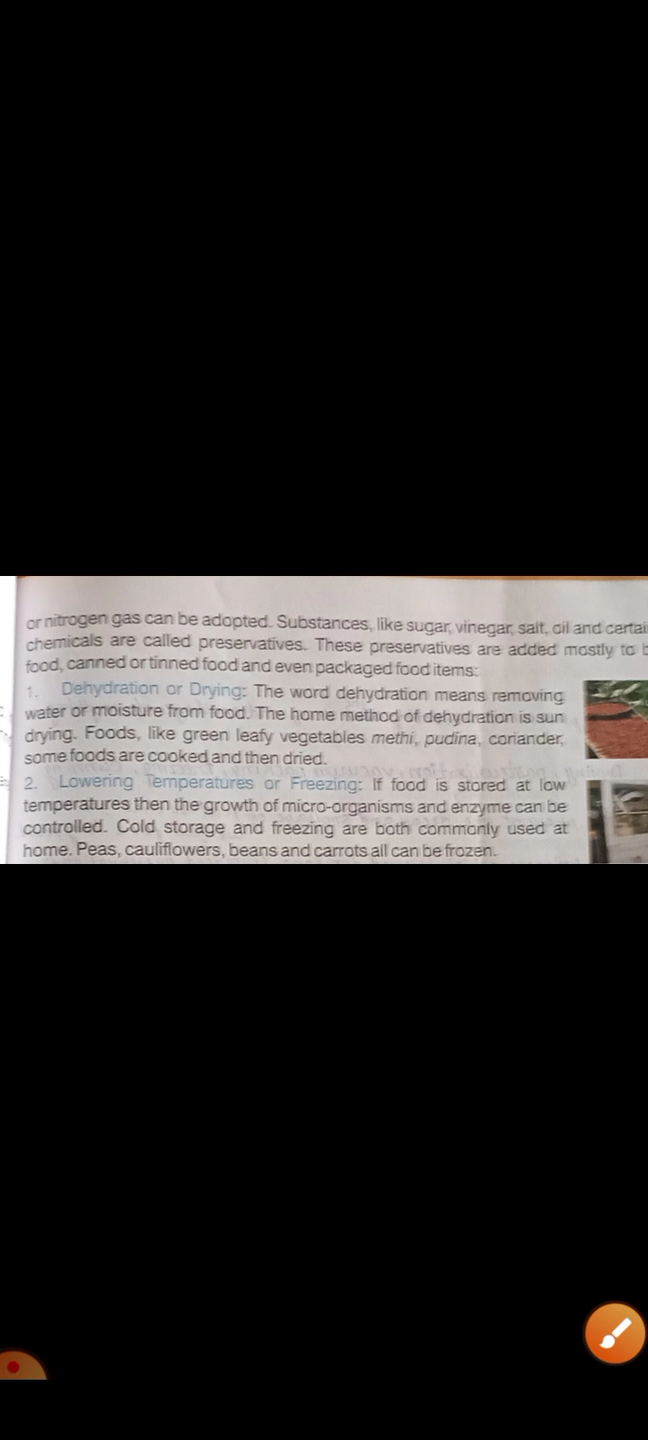 or nitrogen gas can be adopted. Substances, like sugar, vinegar, salt, oil and certai
chemicals are called preservatives. These preservatives are added mostly to b
food, canned or tinned food and even packaged food items:
1. Dehydration or Drying: The word dehydration means removing
water or moisture from food. The home method of dehydration is sun
drying. Foods, like green leafy vegetables methi, pudina, coriander,
some foods are cooked and then dried.
2. Lowering Temperatures or Freezing: If food is stored at low
temperatures then the growth of micro-organisms and enzyme can be
controlled. Cold storage and freezing are both commonly used at
home. Peas, cauliflowers, beans and carrots all can be frozen.